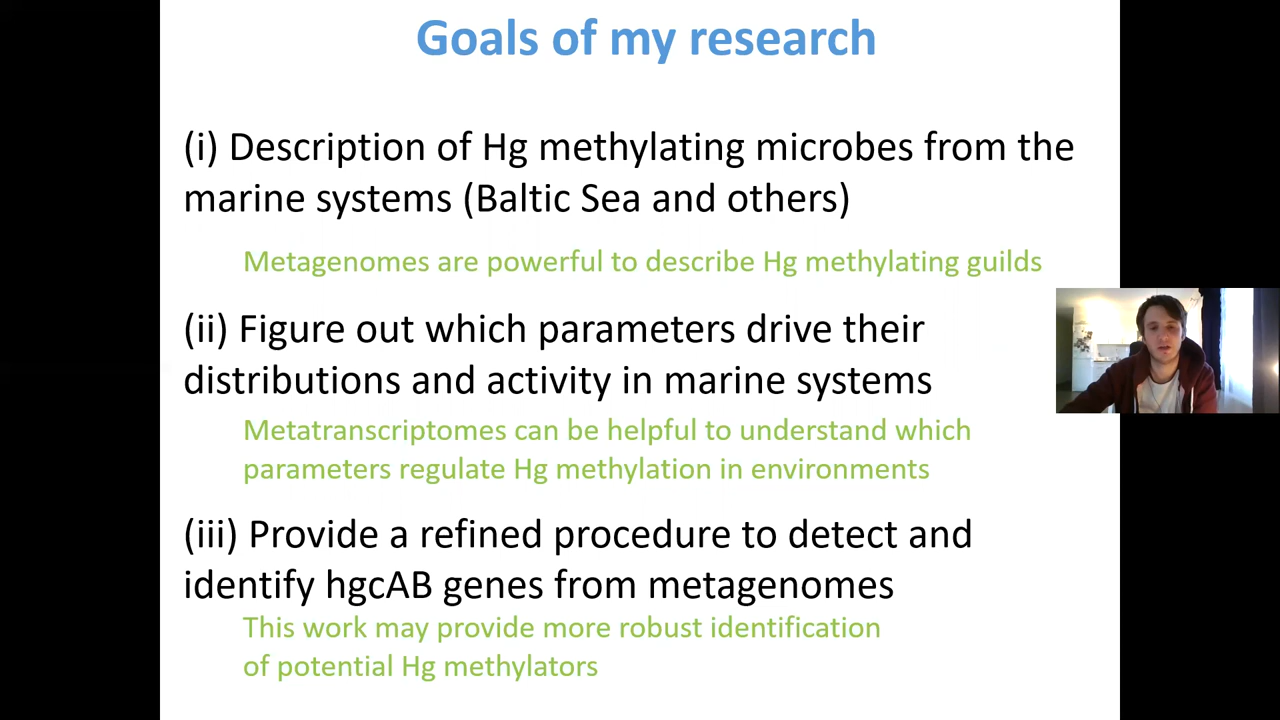 Goals of my research
(i) Description of Hg methylating microbes from the
marine systems (Baltic Sea and others)
Metagenomes are powerful to describe Hg methylating guilds
(ii) Figure out which parameters drive their
distributions and activity in marine systems
Metatranscriptomes can be helpful to understand which
parameters regulate Hg methylation in environments
(iii) Provide a refined procedure to detect and
identify hgcAB genes from metagenomes
This work may provide more robust identification
of potential Hg methylators